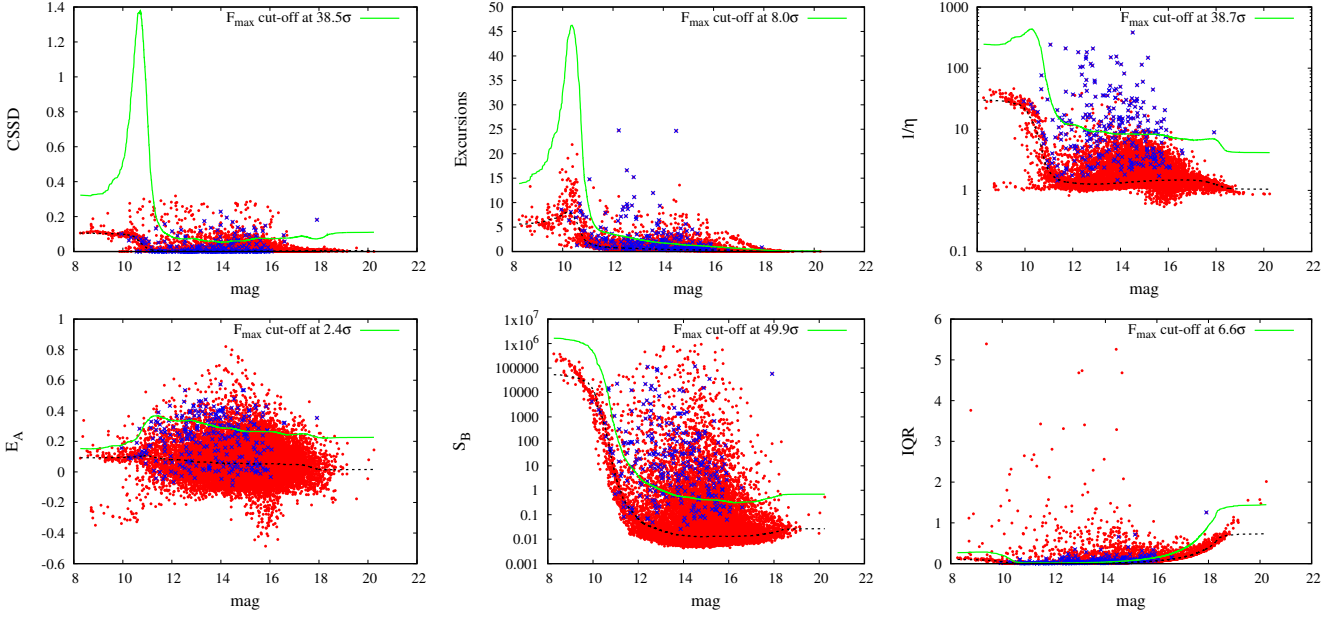 F_max cut-off at 38.5σ
CSSD
1.4
1.2
1
0.8
0.6
0.4
0.2
0
8 10 12 14 16 18 20 22
mag
F_max cut-off at 8.0σ
Excursions
50
45
40
35
30
25
20
15
10
5
0
8 10 12 14 16 18 20 22
mag
F_max cut-off at 38.7σ
1/η
1000
100
10
1
0.1
8 10 12 14 16 18 20 22
mag
F_max cut-off at 2.4σ
E_A
1
0.8
0.6
0.4
0.2
0
-0.2
-0.4
-0.6
8 10 12 14 16 18 20 22
mag
F_max cut-off at 49.9σ
S_B
1x10^7
1x10^6
100000
10000
1000
100
10
1
0.1
0.01
0.001
8 10 12 14 16 18 20 22
mag
F_max cut-off at 6.6σ
IQR
6
5
4
3
2
1
0
8 10 12 14 16 18 20 22
mag